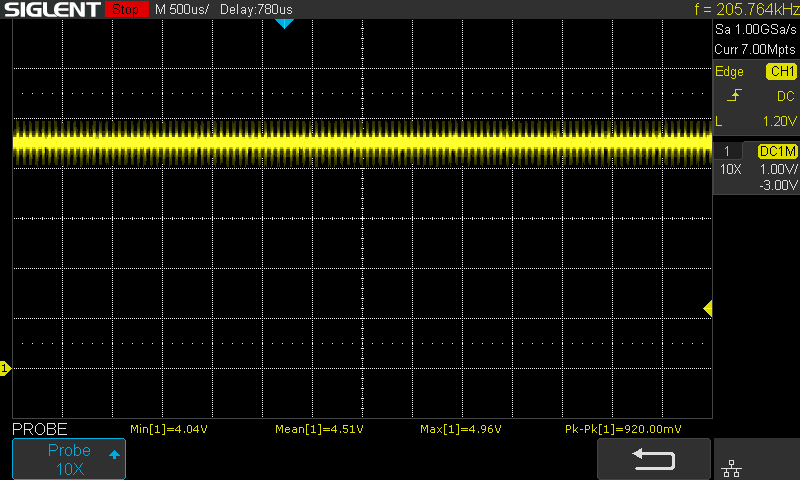 SIGLENT Stop M 500us/ Delay:780us f = 205.764kHz
Sa 1.00GSa/s
Curr 7.00Mpts
Edge CH1
DC
L 1.20V
1 DC1M
10X 1.00V/
-3.00V
1
PROBE Min[1]=4.04V Mean[1]=4.51V Max[1]=4.96V Pk-Pk[1]=920.00mV
Probe
10X